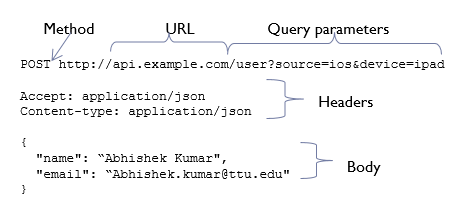 Method URL Query parameters
POST http://api.example.com/user?source=ios&device=ipad
Accept: application/json
Content-type: application/json
Headers
{
"name": “Abhishek Kumar",
"email": “Abhishek.kumar@ttu.edu"
}
Body